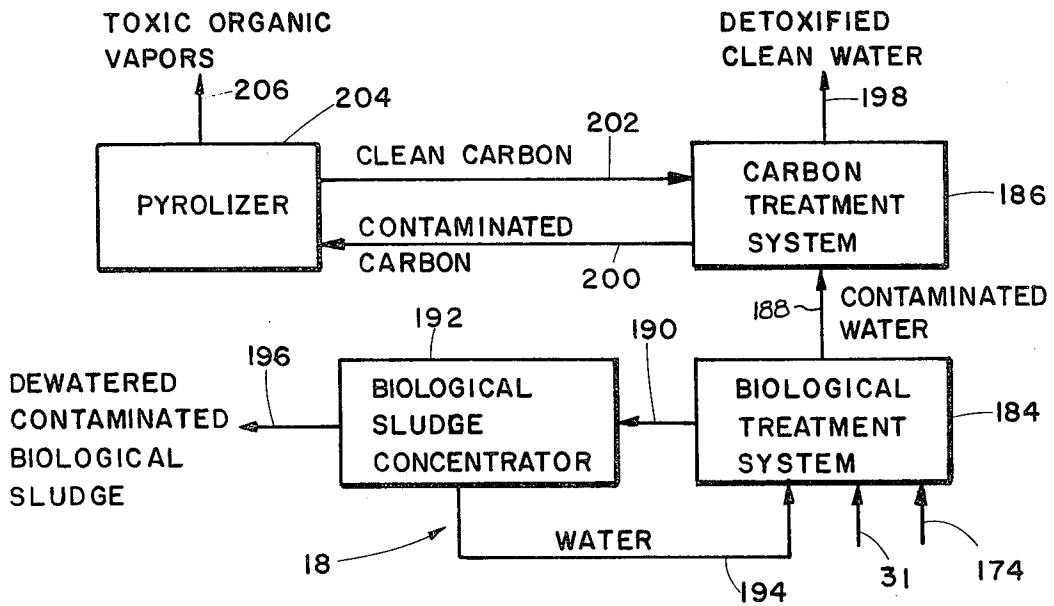 TOXIC ORGANIC
VAPORS
206
204
DETOXIFIED
CLEAN WATER
198
202
CLEAN CARBON
PYROLIZER
CARBON
TREATMENT
SYSTEM
186
CONTAMINATED
CARBON
200
188
CONTAMINATED
WATER
192
190
196
DEWATERED
CONTAMINATED
BIOLOGICAL
SLUDGE
BIOLOGICAL
SLUDGE
CONCENTRATOR
BIOLOGICAL
TREATMENT
SYSTEM
184
18
WATER
194
31
174